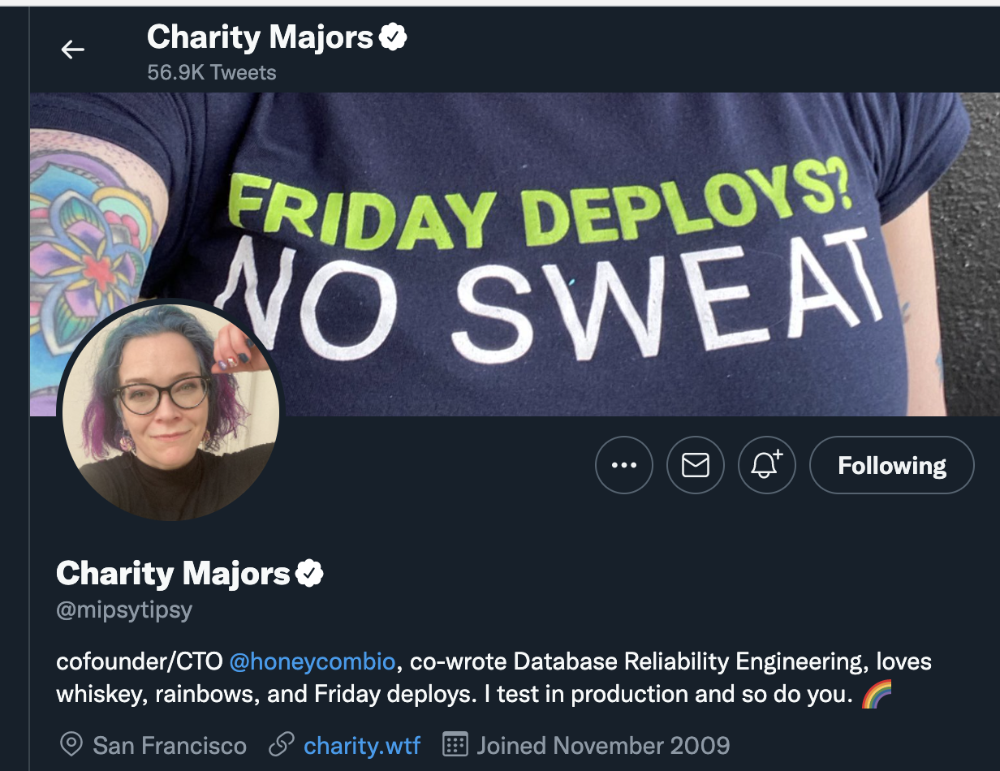 Charity Majors
56.9K Tweets
FRIDAY DEPLOYS?
NO SWEAT
Following
Charity Majors
@mipsytipsy
cofounder/CTO @honeycombio, co-wrote Database Reliability Engineering, loves
whiskey, rainbows, and Friday deploys. I test in production and so do you. 🌈
San Francisco charity.wtf Joined November 2009